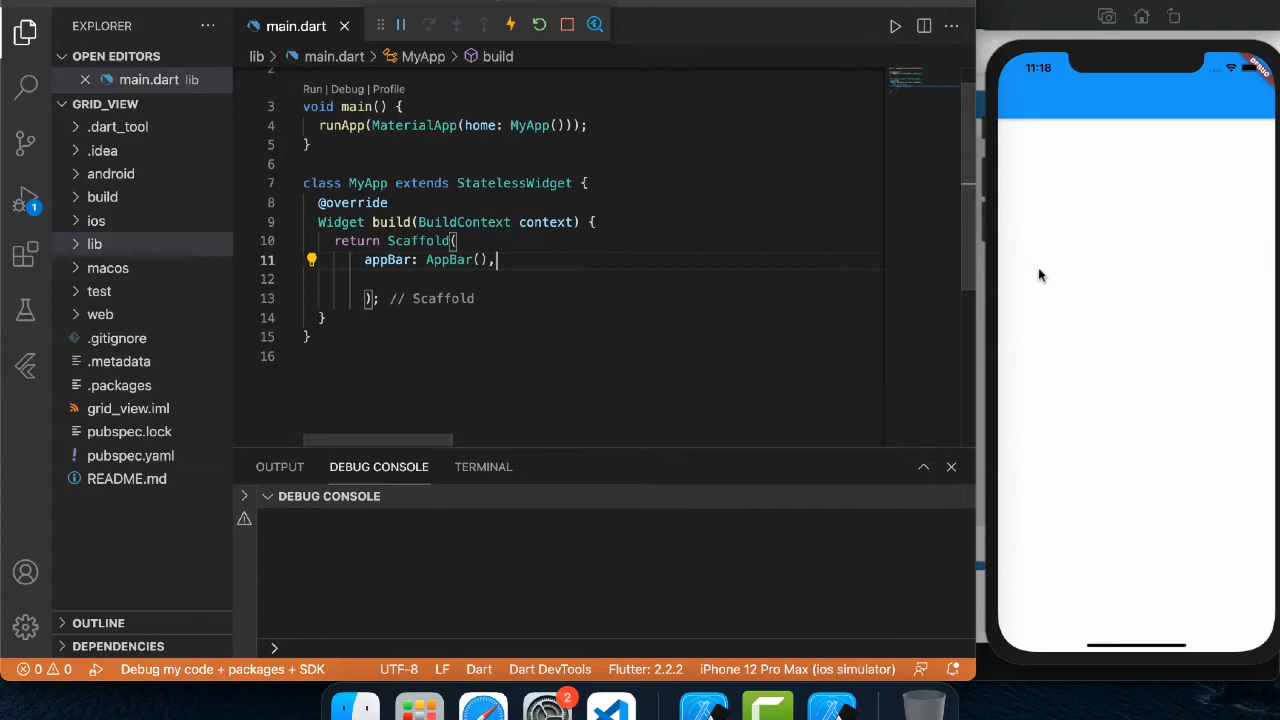 EXPLORER
OPEN EDITORS
main.dart lib
GRID_VIEW
.dart_tool
.idea
android
build
ios
lib
macos
test
web
.gitignore
.metadata
.packages
grid_view.iml
pubspec.lock
pubspec.yaml
README.md
OUTLINE
DEPENDENCIES
1
main.dart
lib > main.dart > MyApp > build
2
Run | Debug | Profile
3 void main() {
4 runApp(MaterialApp(home: MyApp()));
5 }
6
7 class MyApp extends StatelessWidget {
8 @override
9 Widget build(BuildContext context) {
10 return Scaffold(
11 appBar: AppBar(),
12
13 ); // Scaffold
14 }
15 }
16
OUTPUT DEBUG CONSOLE TERMINAL
DEBUG CONSOLE
0 0 Debug my code + packages + SDK UTF-8 LF Dart Dart DevTools Flutter: 2.2.2 iPhone 12 Pro Max (ios simulator)
11:18
DEBUG
2